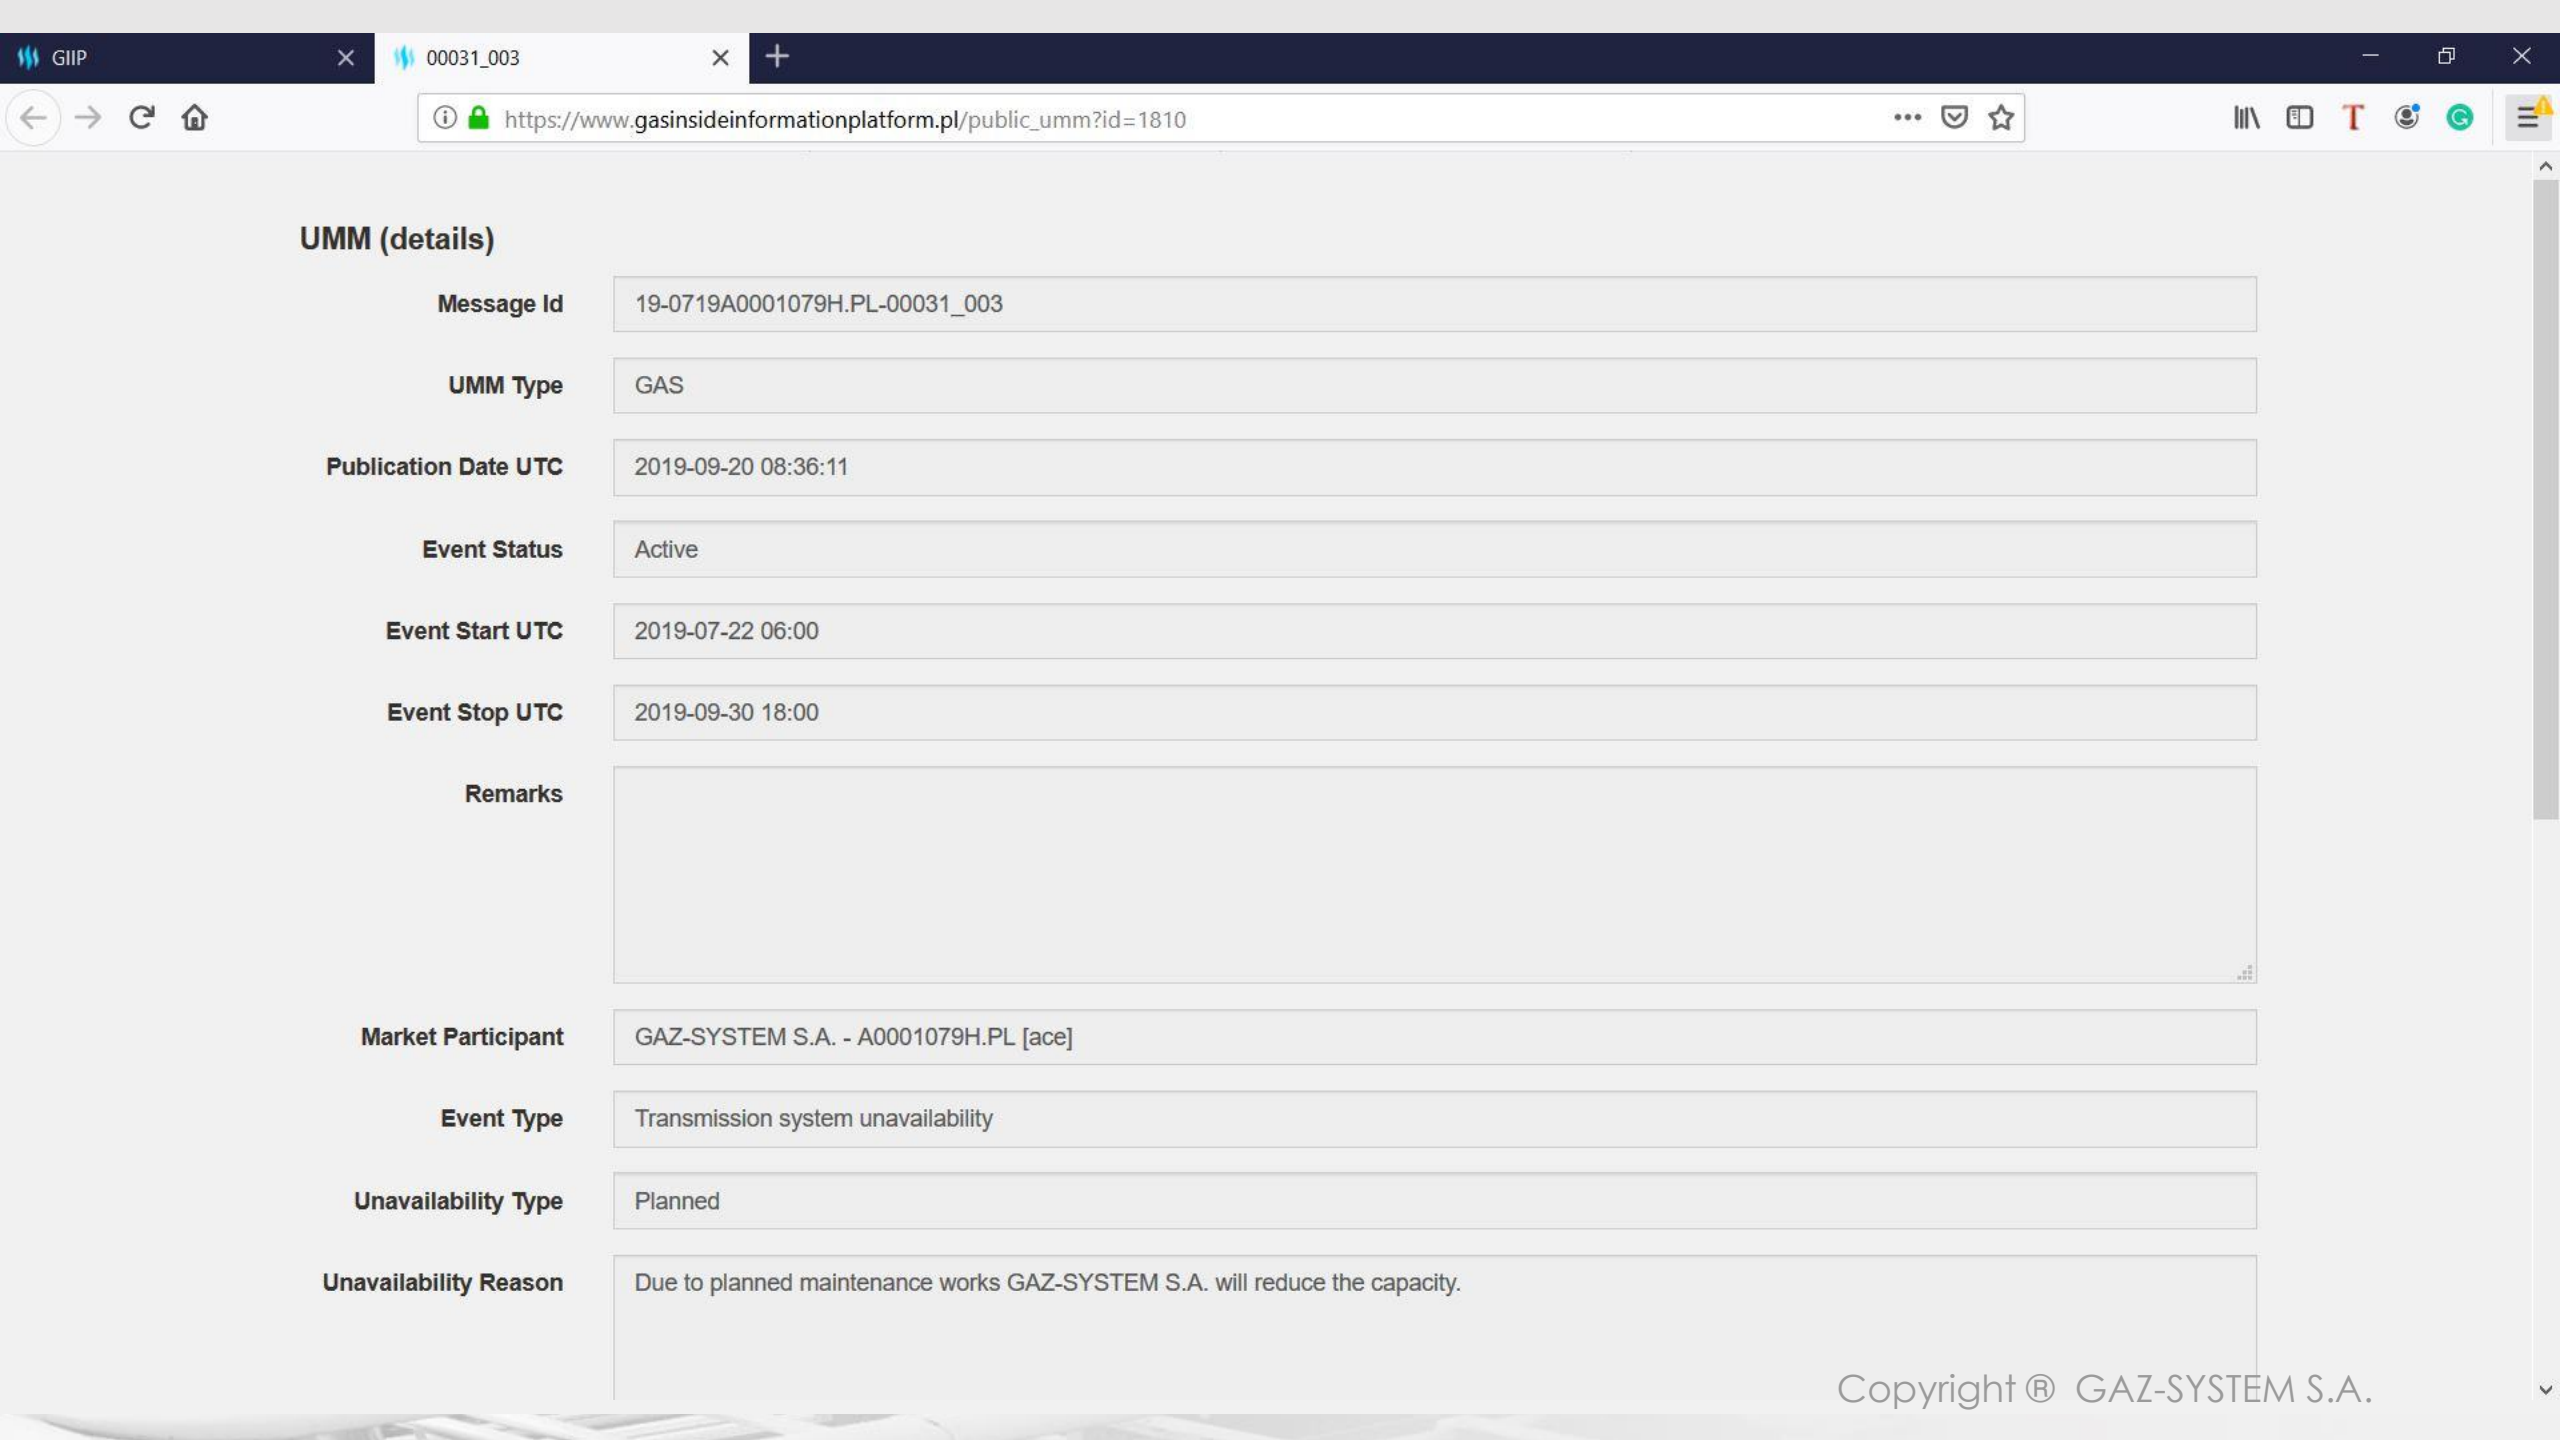 GIIP
00031_003
https://www.gasinsideinformationplatform.pl/public_umm?id=1810
UMM (details)
Message Id 19-0719A0001079H.PL-00031_003
UMM Type GAS
Publication Date UTC 2019-09-20 08:36:11
Event Status Active
Event Start UTC 2019-07-22 06:00
Event Stop UTC 2019-09-30 18:00
Remarks
Market Participant GAZ-SYSTEM S.A. - A0001079H.PL [ace]
Event Type Transmission system unavailability
Unavailability Type Planned
Unavailability Reason Due to planned maintenance works GAZ-SYSTEM S.A. will reduce the capacity.
Copyright ® GAZ-SYSTEM S.A.